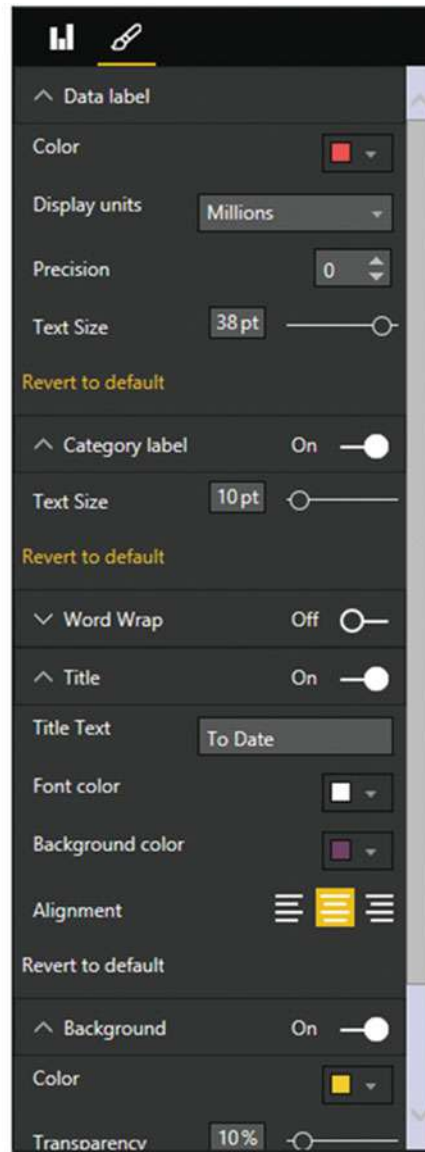 Data label
Color
Display units Millions
Precision 0
Text Size 38 pt
Revert to default
Category label On
Text Size 10 pt
Revert to default
Word Wrap Off
Title On
Title Text To Date
Font color
Background color
Alignment
Revert to default
Background On
Color
Transparency 10%